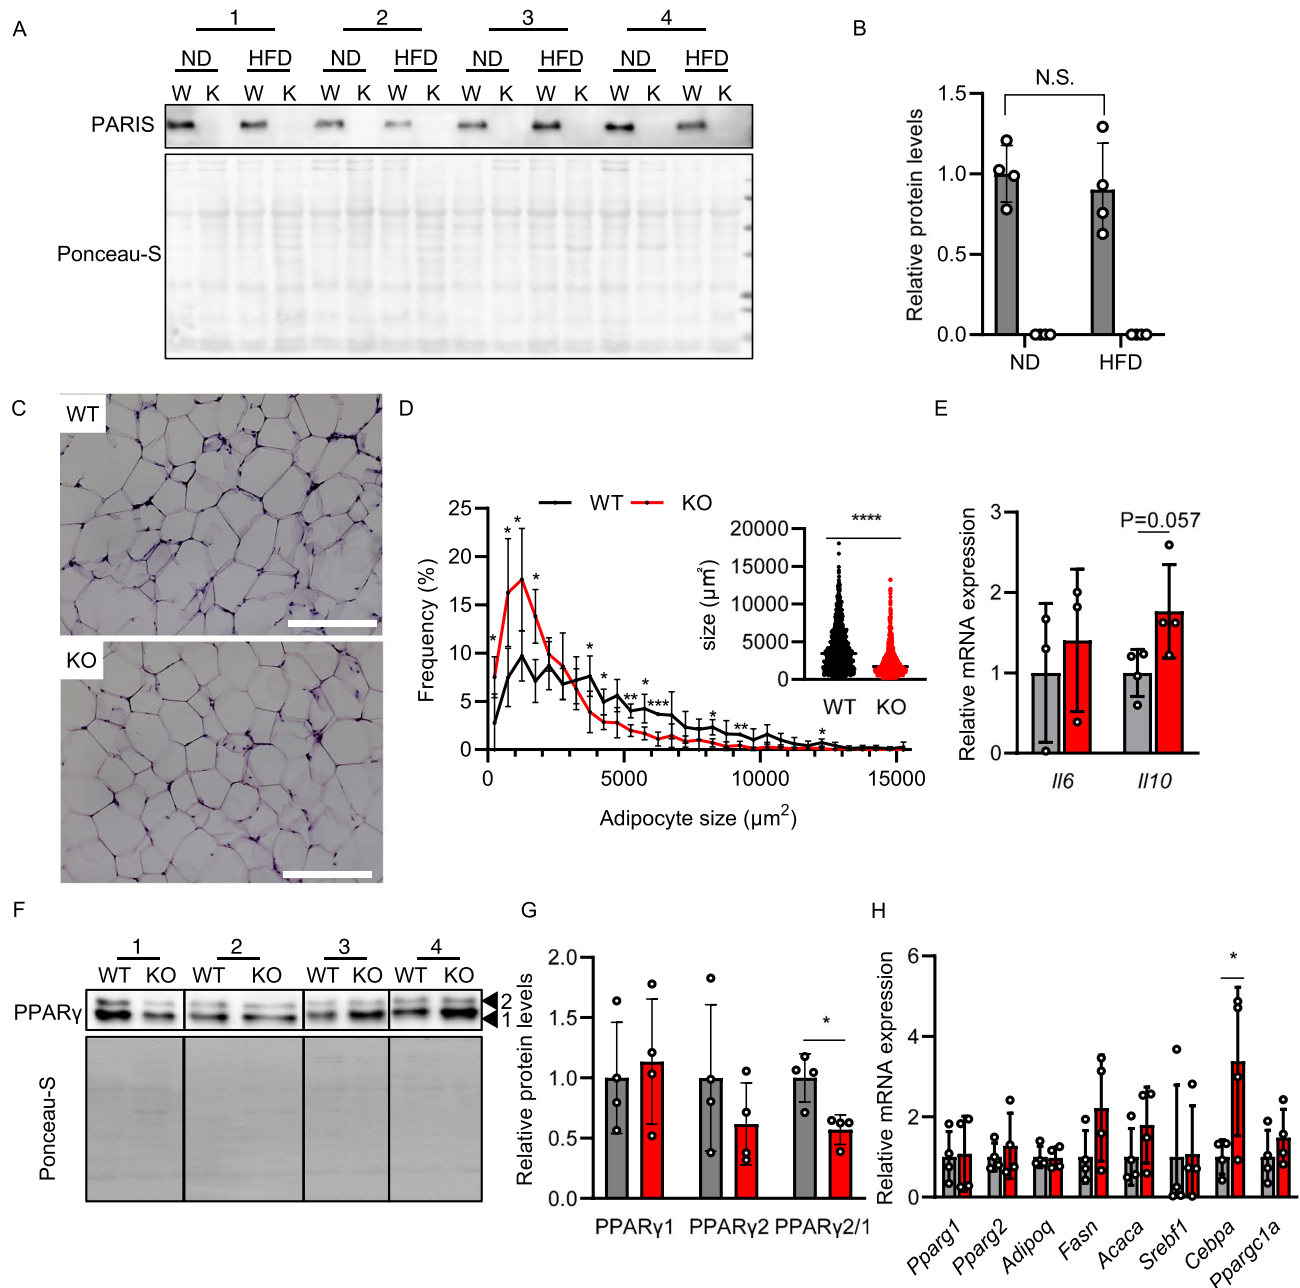 A
1 2 3 4
ND HFD ND HFD ND HFD ND HFD
W K W K W K W K W K W K W K W K
PARIS
Ponceau-S
B
N.S.
1.5
1.0
0.5
0.0
Relative protein levels
ND HFD
C
WT
KO
D
WT KO
25
20
15
10
5
0
Frequency (%)
* * * * * * ** * *** * ** *
0 5000 10000 15000
Adipocyte size (µm²)
****
20000
15000
10000
5000
0
size (µm²)
WT KO
E
P=0.057
3
2
1
0
Relative mRNA expression
Il6 Il10
F
1 2 3 4
WT KO WT KO WT KO WT KO
PPARγ
2
1
Ponceau-S
G
2.0
1.5
1.0
0.5
0.0
Relative protein levels
*
PPARγ1 PPARγ2 PPARγ2/1
H
6
4
2
0
Relative mRNA expression
*
Pparg1 Pparg2 Adipoq Fasn Acaca Srebf1 Cebpa Ppargc1a